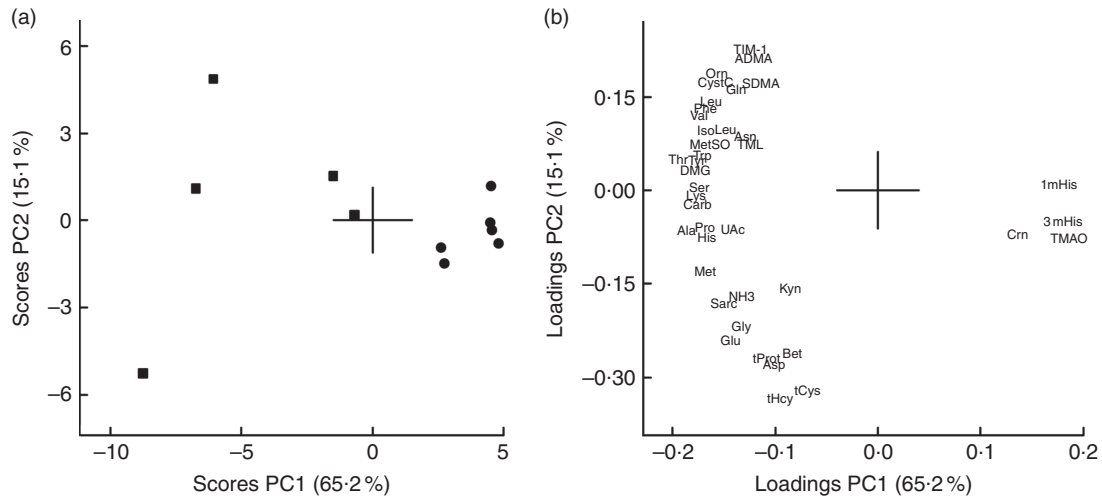 (a)
6
3
0
–3
–6
Scores PC2 (15·1 %)
–10
–5
0
5
Scores PC1 (65·2 %)
(b)
0·15
0·00
–0·15
–0·30
Loadings PC2 (15·1 %)
TIM-1
ADMA
Orn
CystC
Gln
SDMA
Leu
Phe
Val
IsoLeu
Asn
MetSO
TML
Trp
Thr
Tyr
DMG
Ser
Lys
Carb
Ala
Pro
UAc
His
Met
Kyn
NH3
Sarc
Gly
Glu
tProt
Bet
Asp
tCys
tHcy
1mHis
3 mHis
Crn
TMAO
–0·2
–0·1
0·0
0·1
0·2
Loadings PC1 (65·2 %)